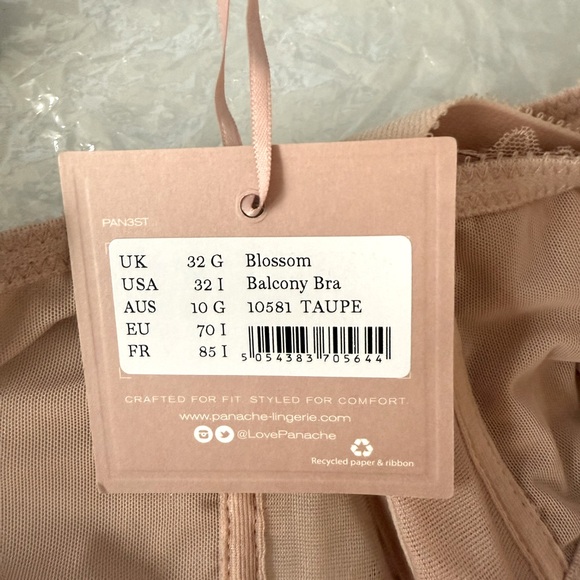 PAN3ST...
UK 32 G Blossom
USA 32 I Balcony Bra
AUS 10 G 10581 TAUPE
EU 70 I
FR 85 I
5 054383 705644
CRAFTED FOR FIT. STYLED FOR COMFORT.
www.panache-lingerie.com
@LovePanache
Recycled paper & ribbon